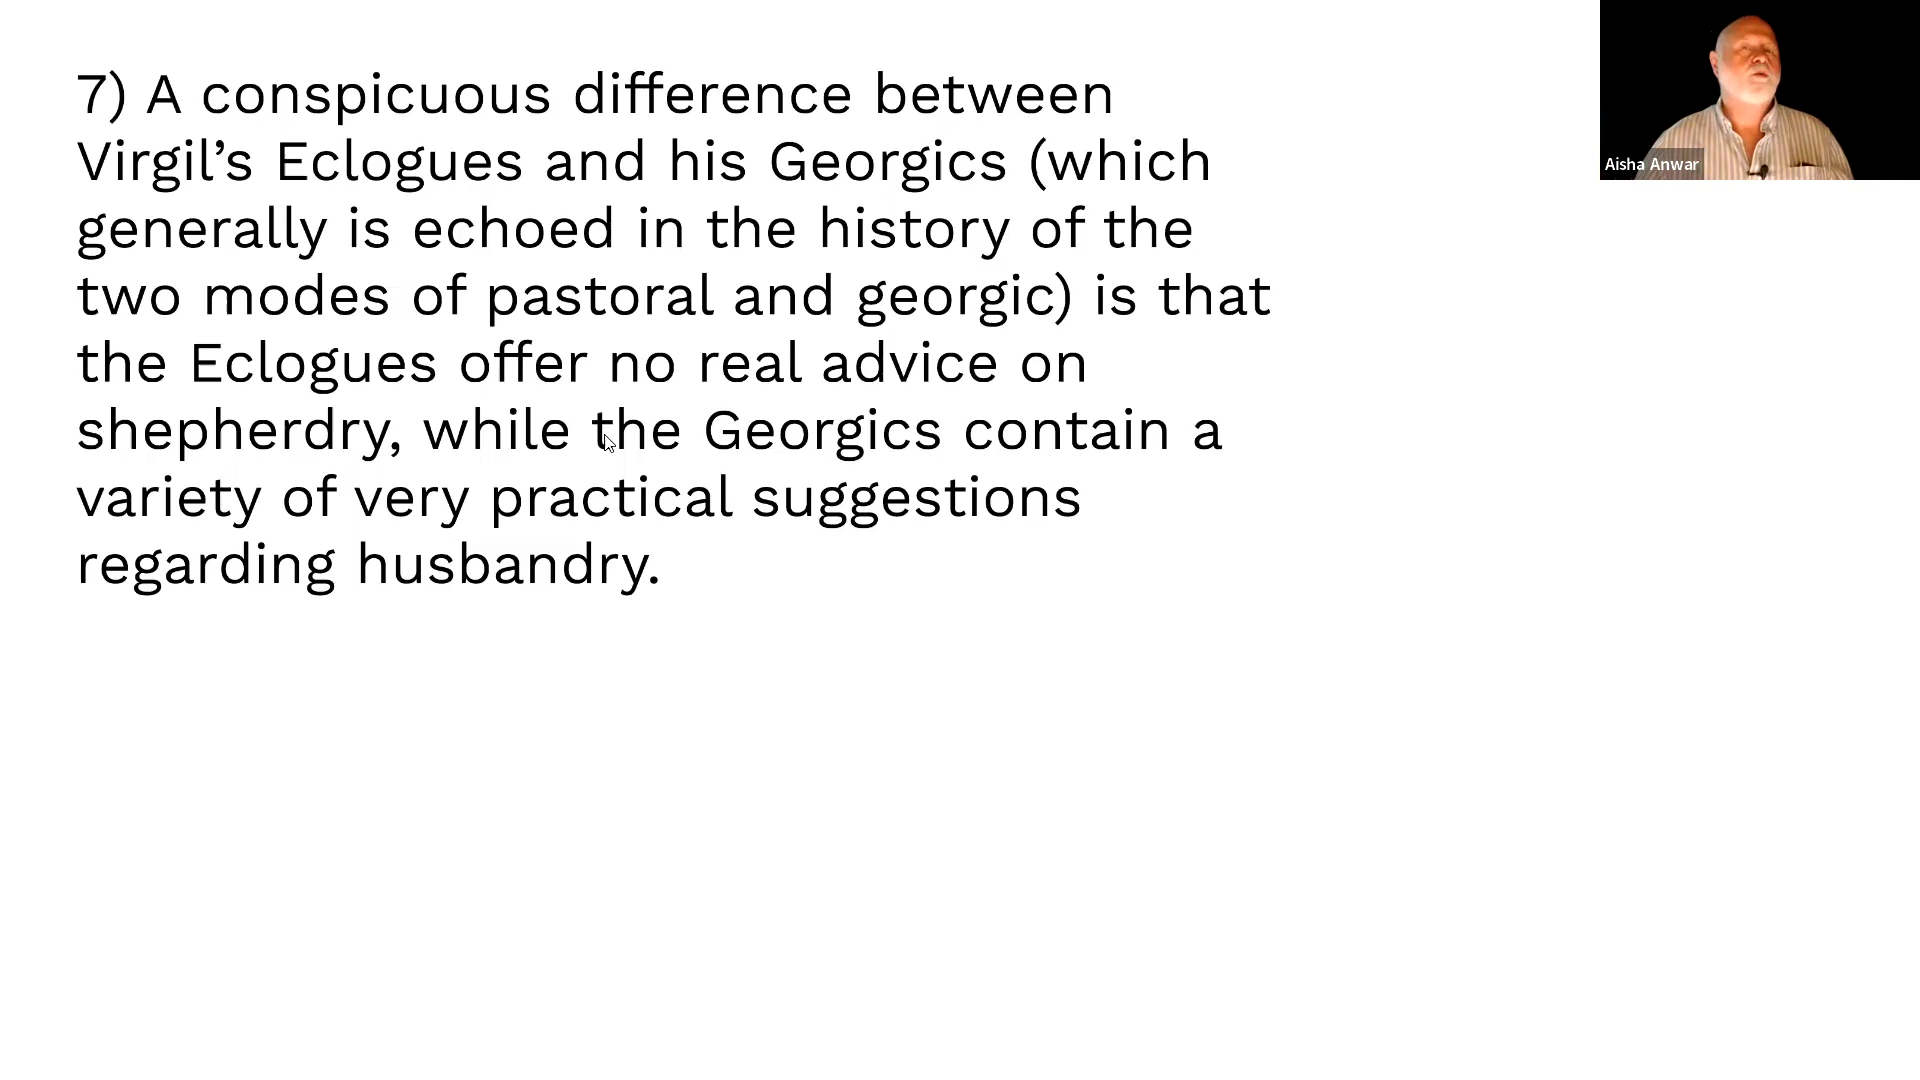 7) A conspicuous difference between
Virgil’s Eclogues and his Georgics (which
generally is echoed in the history of the
two modes of pastoral and georgic) is that
the Eclogues offer no real advice on
shepherdry, while the Georgics contain a
variety of very practical suggestions
regarding husbandry.
Aisha Anwar